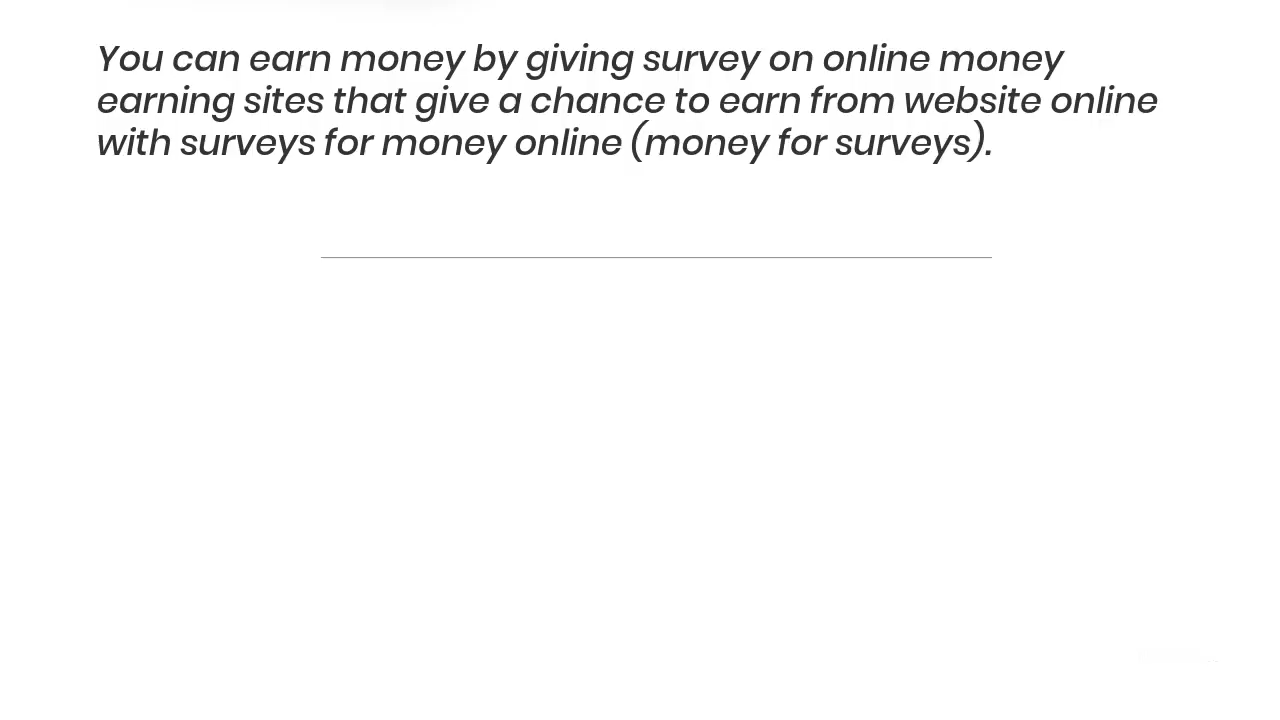 You can earn money by giving survey on online money
earning sites that give a chance to earn from website online
with surveys for money online (money for surveys).